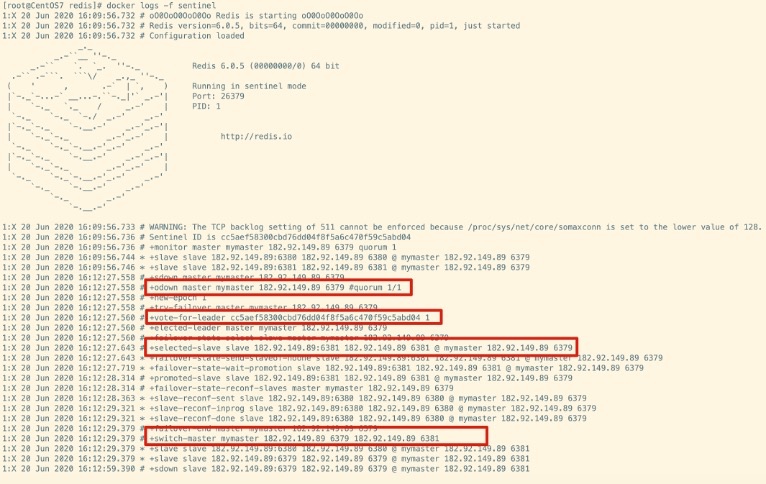 [root@CentOS7 redis]# docker logs -f sentinel
1:X 20 Jun 2020 16:09:56.732 # oO0OoO0OoO0Oo Redis is starting oO0OoO0OoO0Oo
1:X 20 Jun 2020 16:09:56.732 # Redis version=6.0.5, bits=64, commit=00000000, modified=0, pid=1, just started
1:X 20 Jun 2020 16:09:56.732 # Configuration loaded
Redis 6.0.5 (00000000/0) 64 bit
Running in sentinel mode
Port: 26379
PID: 1
http://redis.io
1:X 20 Jun 2020 16:09:56.733 # WARNING: The TCP backlog setting of 511 cannot be enforced because /proc/sys/net/core/somaxconn is set to the lower value of 128.
1:X 20 Jun 2020 16:09:56.736 # Sentinel ID is cc5aef58300cbd76dd04f8f5a6c470f59c5abd04
1:X 20 Jun 2020 16:09:56.736 # +monitor master mymaster 182.92.149.89 6379 quorum 1
1:X 20 Jun 2020 16:09:56.744 * +slave slave 182.92.149.89:6380 182.92.149.89 6380 @ mymaster 182.92.149.89 6379
1:X 20 Jun 2020 16:09:56.746 * +slave slave 182.92.149.89:6381 182.92.149.89 6381 @ mymaster 182.92.149.89 6379
1:X 20 Jun 2020 16:12:27.558 # +sdown master mymaster 182.92.149.89 6379
1:X 20 Jun 2020 16:12:27.558 # +odown master mymaster 182.92.149.89 6379 #quorum 1/1
1:X 20 Jun 2020 16:12:27.558 # +new-epoch 1
1:X 20 Jun 2020 16:12:27.558 # +try-failover master mymaster 182.92.149.89 6379
1:X 20 Jun 2020 16:12:27.560 # +vote-for-leader cc5aef58300cbd76dd04f8f5a6c470f59c5abd04 1
1:X 20 Jun 2020 16:12:27.560 # +elected-leader master mymaster 182.92.149.89 6379
1:X 20 Jun 2020 16:12:27.560 # +failover-state-select-slave master mymaster 182.92.149.89 6379
1:X 20 Jun 2020 16:12:27.643 # +selected-slave slave 182.92.149.89:6381 182.92.149.89 6381 @ mymaster 182.92.149.89 6379
1:X 20 Jun 2020 16:12:27.643 * +failover-state-send-slaveof-noone slave 182.92.149.89:6381 182.92.149.89 6381 @ mymaster 182.92.149.89 6379
1:X 20 Jun 2020 16:12:27.719 * +failover-state-wait-promotion slave 182.92.149.89:6381 182.92.149.89 6381 @ mymaster 182.92.149.89 6379
1:X 20 Jun 2020 16:12:28.314 # +promoted-slave slave 182.92.149.89:6381 182.92.149.89 6381 @ mymaster 182.92.149.89 6379
1:X 20 Jun 2020 16:12:28.314 # +failover-state-reconf-slaves master mymaster 182.92.149.89 6379
1:X 20 Jun 2020 16:12:28.363 * +slave-reconf-sent slave 182.92.149.89:6380 182.92.149.89 6380 @ mymaster 182.92.149.89 6379
1:X 20 Jun 2020 16:12:29.321 * +slave-reconf-inprog slave 182.92.149.89:6380 182.92.149.89 6380 @ mymaster 182.92.149.89 6379
1:X 20 Jun 2020 16:12:29.321 * +slave-reconf-done slave 182.92.149.89:6380 182.92.149.89 6380 @ mymaster 182.92.149.89 6379
1:X 20 Jun 2020 16:12:29.379 # +failover-end master mymaster 182.92.149.89 6379
1:X 20 Jun 2020 16:12:29.379 # +switch-master mymaster 182.92.149.89 6379 182.92.149.89 6381
1:X 20 Jun 2020 16:12:29.379 * +slave slave 182.92.149.89:6380 182.92.149.89 6380 @ mymaster 182.92.149.89 6381
1:X 20 Jun 2020 16:12:29.379 * +slave slave 182.92.149.89:6379 182.92.149.89 6379 @ mymaster 182.92.149.89 6381
1:X 20 Jun 2020 16:12:59.390 # +sdown slave 182.92.149.89:6379 182.92.149.89 6379 @ mymaster 182.92.149.89 6381